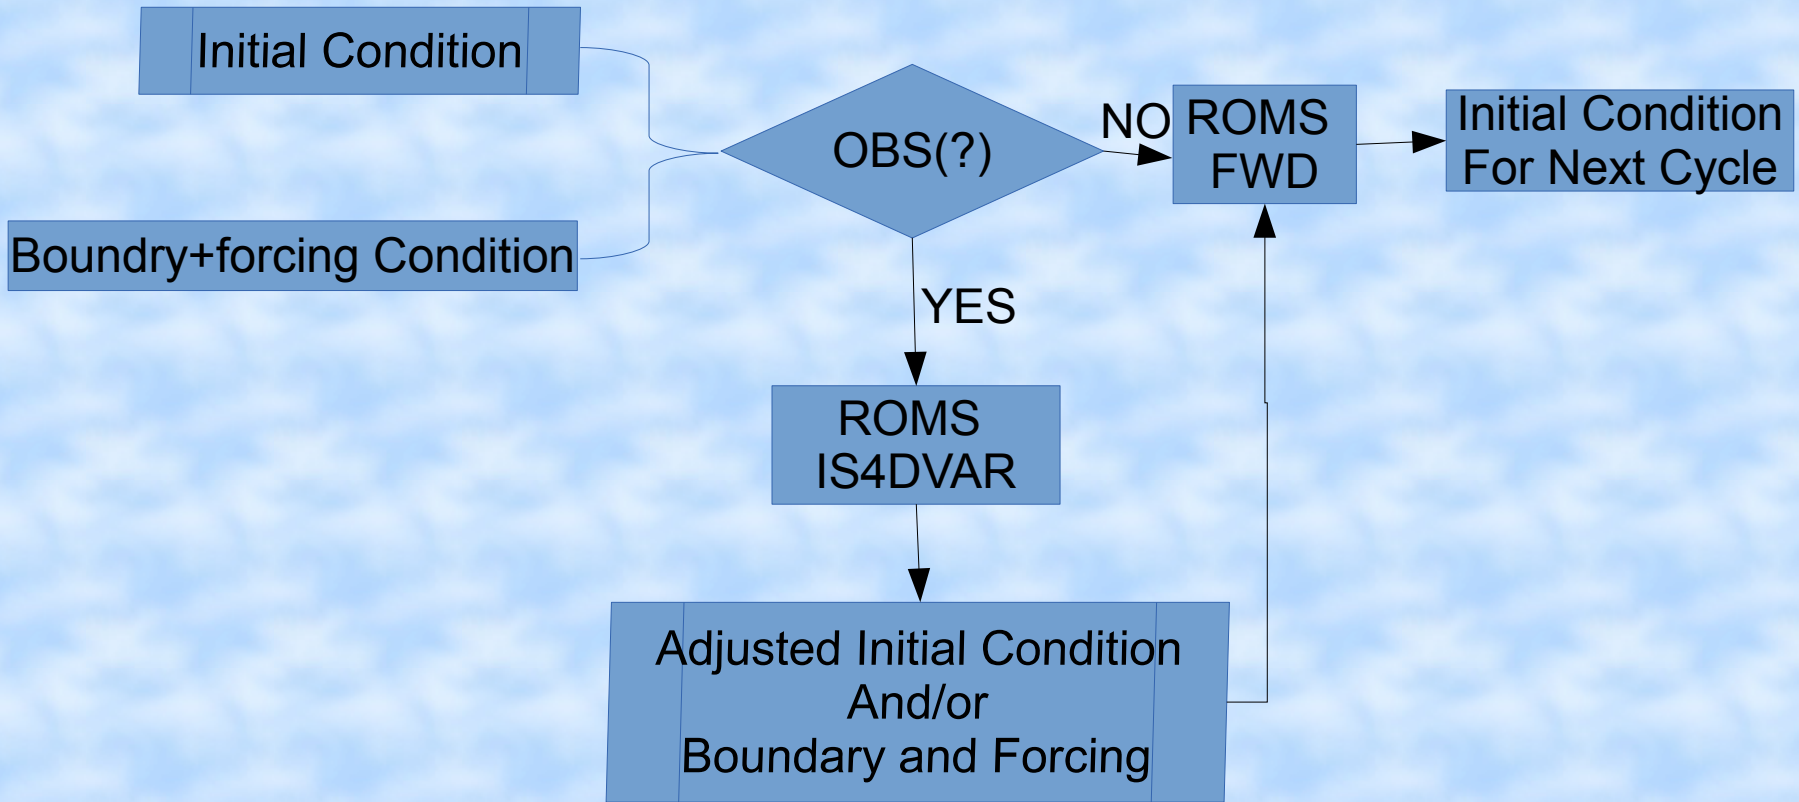 Initial Condition
Boundry+forcing Condition
OBS(?)
NO
ROMS
FWD
Initial Condition
For Next Cycle
YES
ROMS
IS4DVAR
Adjusted Initial Condition
And/or
Boundary and Forcing